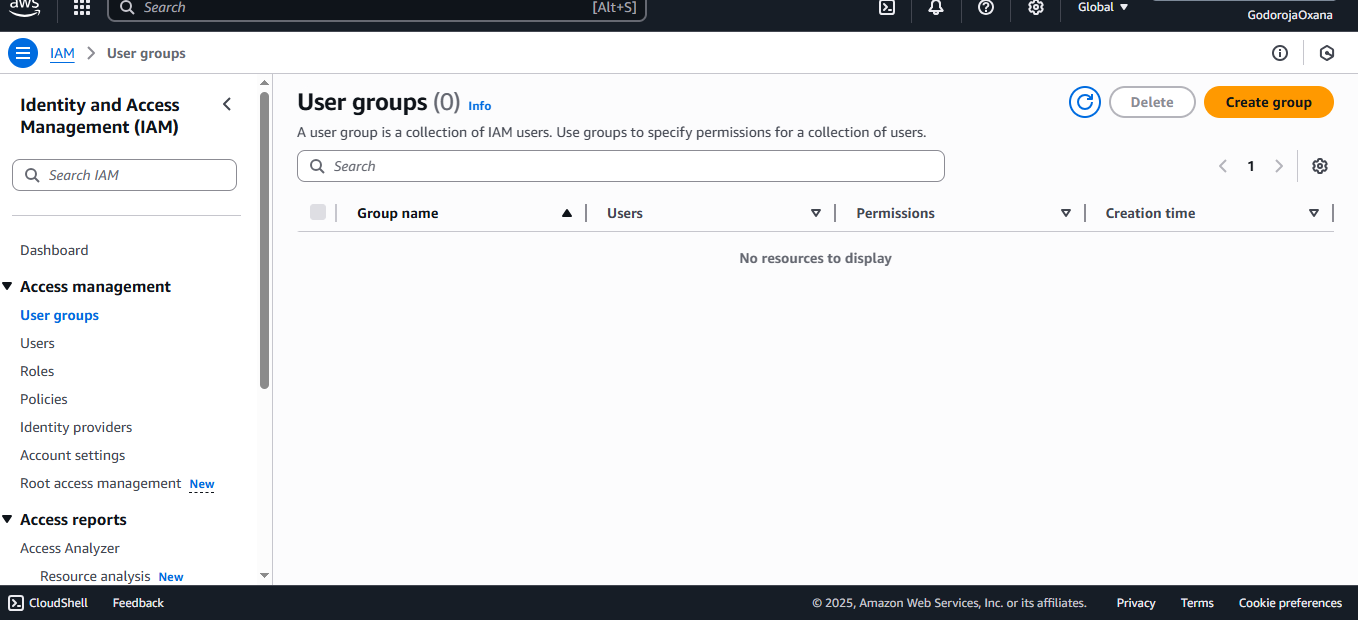 aws
Search [Alt+S]
Global
GodorojaOxana
IAM > User groups
Identity and Access
Management (IAM)
Search IAM
Dashboard
Access management
User groups
Users
Roles
Policies
Identity providers
Account settings
Root access management New
Access reports
Access Analyzer
Resource analysis New
User groups (0) Info
Delete
Create group
A user group is a collection of IAM users. Use groups to specify permissions for a collection of users.
Search
1
Group name Users Permissions Creation time
No resources to display
CloudShell Feedback
© 2025, Amazon Web Services, Inc. or its affiliates. Privacy Terms Cookie preferences